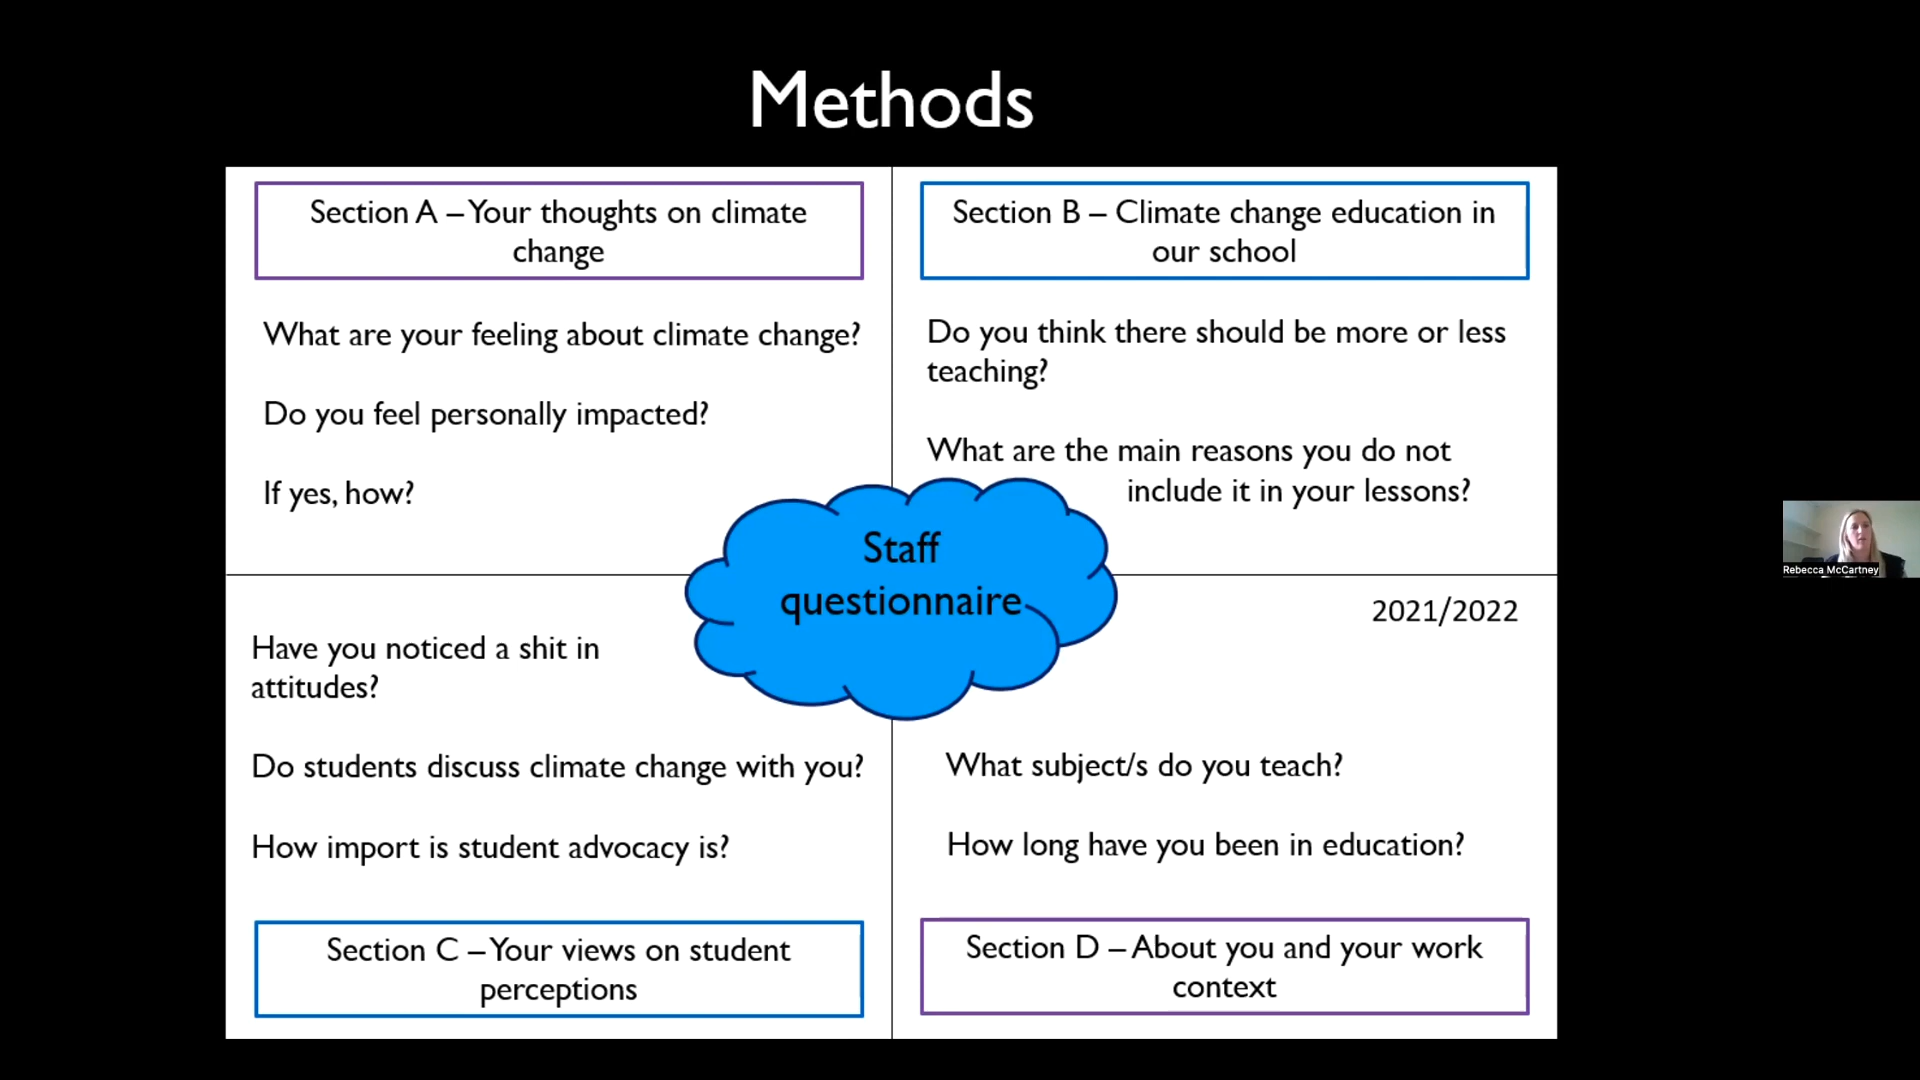 Methods
Section A – Your thoughts on climate
change
What are your feeling about climate change?
Do you feel personally impacted?
If yes, how?
Section B – Climate change education in
our school
Do you think there should be more or less
teaching?
What are the main reasons you do not
include it in your lessons?
Staff
questionnaire
Have you noticed a shit in
attitudes?
Do students discuss climate change with you?
How import is student advocacy is?
Section C – Your views on student
perceptions
2021/2022
What subject/s do you teach?
How long have you been in education?
Section D – About you and your work
context
Rebecca McCartney